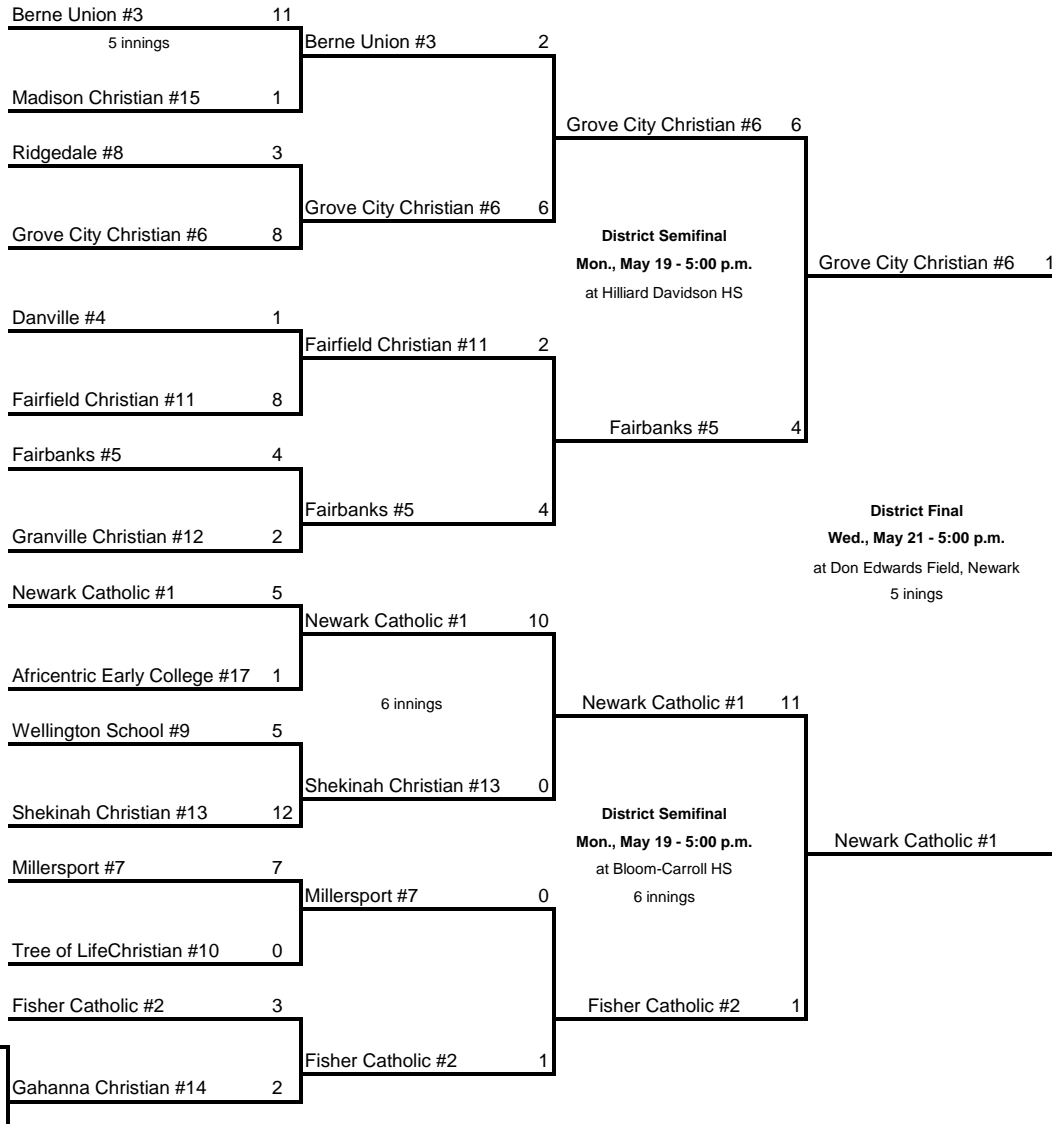 Berne Union #3 11
5 innings
Berne Union #3 2
Madison Christian #15 1
Grove City Christian #6 6
Ridgedale #8 3
Grove City Christian #6 6
Grove City Christian #6 8
District Semifinal
Mon., May 19 - 5:00 p.m.
at Hilliard Davidson HS
Grove City Christian #6 1
Danville #4 1
Fairfield Christian #11 2
Fairfield Christian #11 8
Fairbanks #5 4
Fairbanks #5 4
Fairbanks #5 4
Granville Christian #12 2
District Final
Wed., May 21 - 5:00 p.m.
at Don Edwards Field, Newark
5 inings
Newark Catholic #1 5
Newark Catholic #1 10
Africentric Early College #17 1
6 innings
Newark Catholic #1 11
Wellington School #9 5
Shekinah Christian #13 0
Shekinah Christian #13 12
District Semifinal
Mon., May 19 - 5:00 p.m.
at Bloom-Carroll HS
6 innings
Newark Catholic #1
Millersport #7 7
Millersport #7 0
Tree of LifeChristian #10 0
Fisher Catholic #2 3
Fisher Catholic #2 1
Fisher Catholic #2 1
Gahanna Christian #14 2